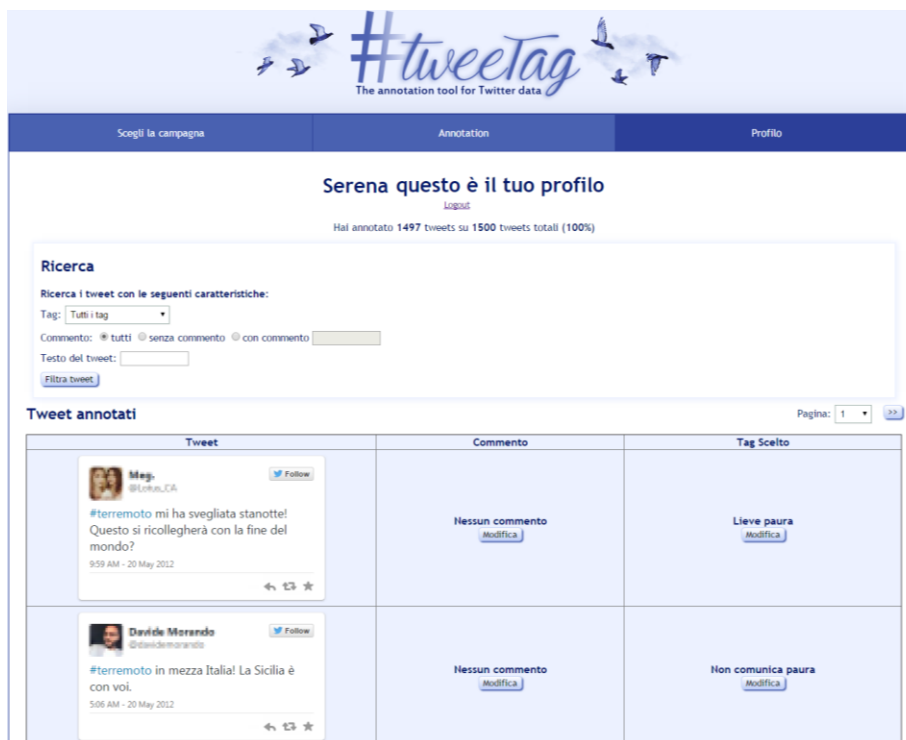 #tweeTag
The annotation tool for Twitter data
Scegli la campagna Annotation Profilo
Serena questo è il tuo profilo
Logout
Hai annotato 1497 tweets su 1500 tweets totali (100%)
Ricerca
Ricerca i tweet con le seguenti caratteristiche:
Tag: Tutti i tag
Commento: tutti senza commento con commento
Testo del tweet:
Filtra tweet
Tweet annotati Pagina: 1 >>
Tweet Commento Tag Scelto
Meg.
Follow
#terremoto mi ha svegliata stanotte!
Questo si ricollegherà con la fine del
mondo?
9:59 AM - 20 May 2012
Nessun commento
Modifica
Lieve paura
Modifica
Davide Morando
Follow
@davidemorando
#terremoto in mezza Italia! La Sicilia è
con voi.
5:06 AM - 20 May 2012
Nessun commento
Modifica
Non comunica paura
Modifica